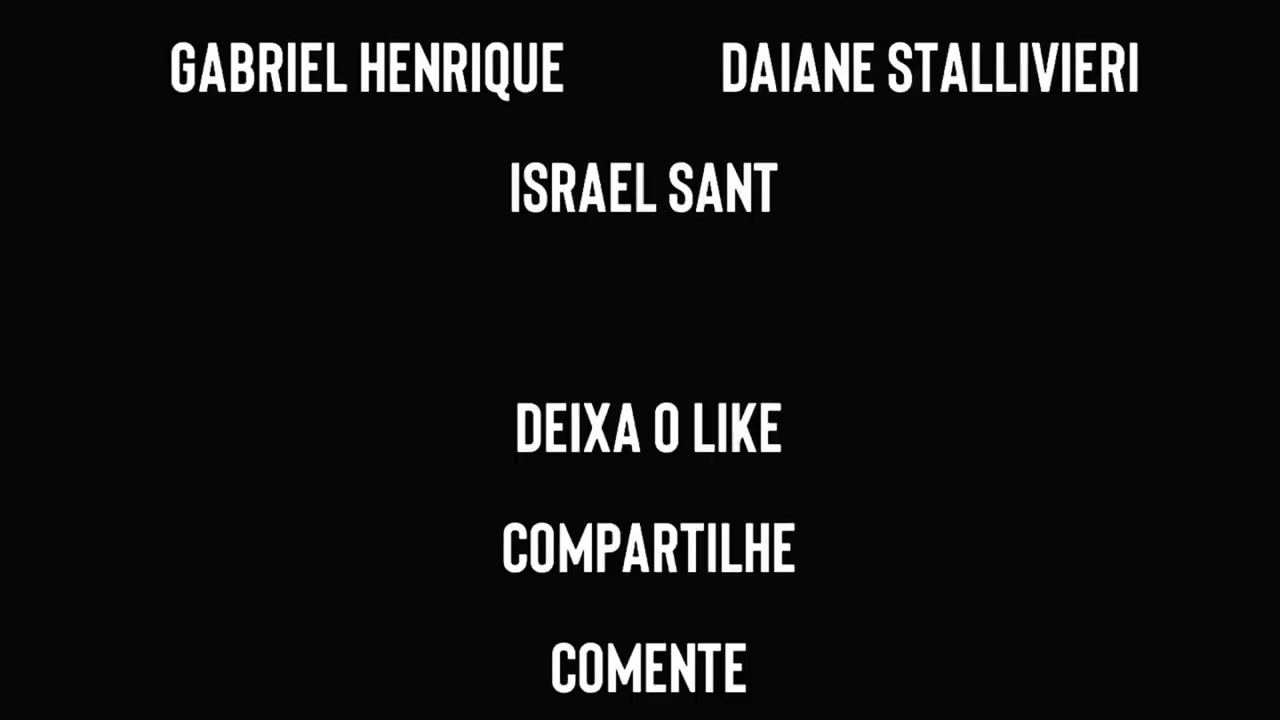 GABRIEL HENRIQUE DAIANE STALLIVIERI
ISRAEL SANT
DEIXA O LIKE
COMPARTILHE
COMENTE